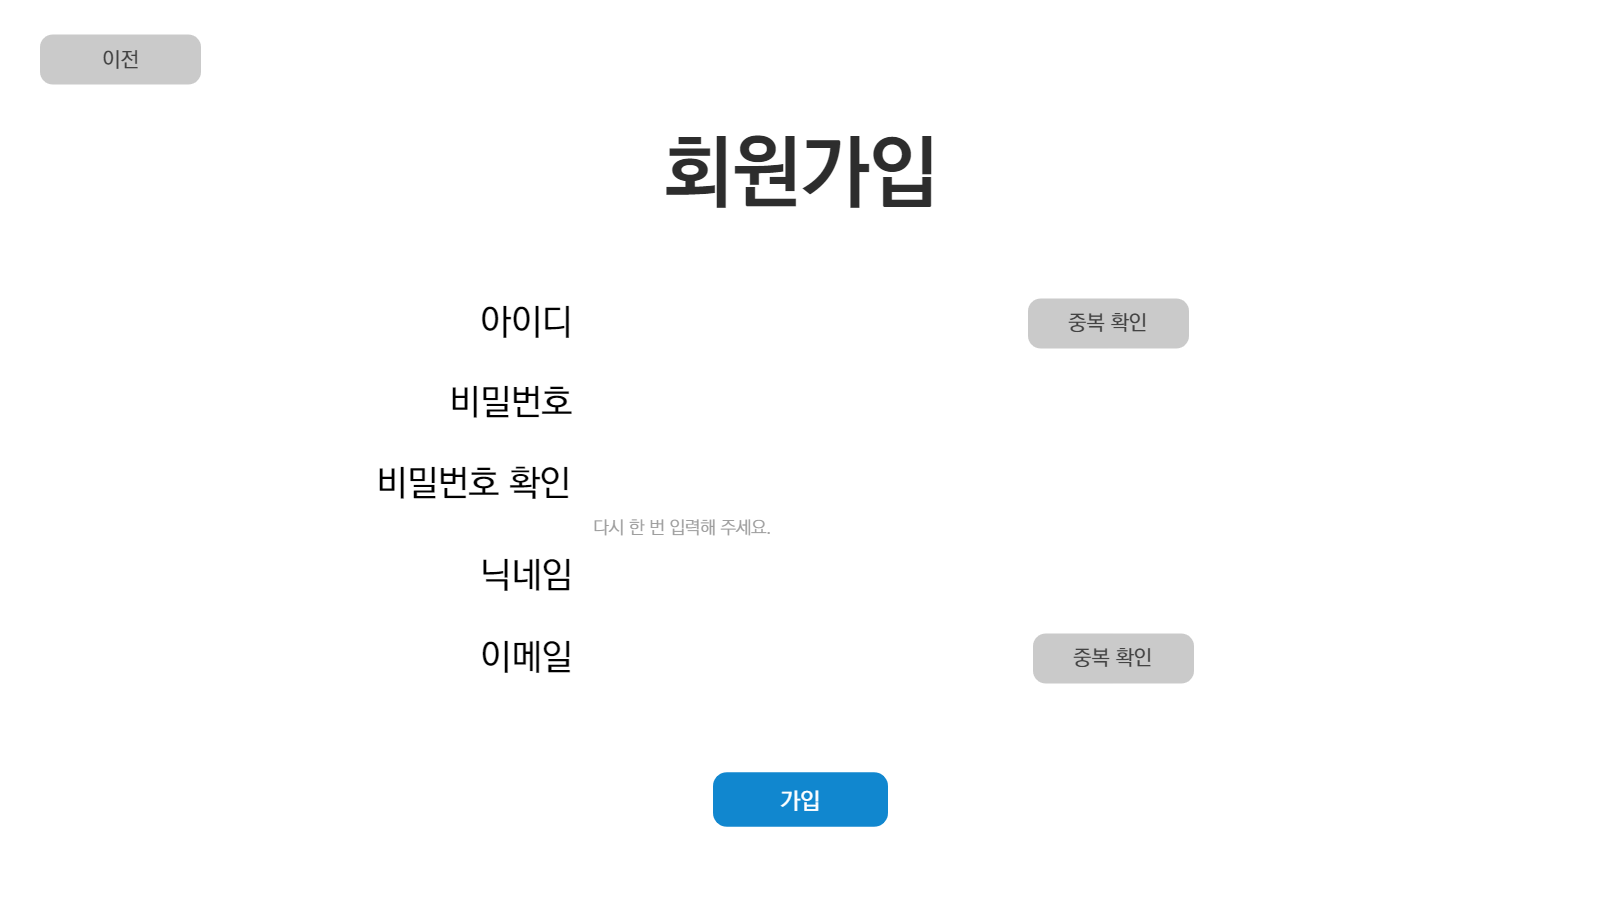 이전
회원가입
아이디
중복 확인
비밀번호
비밀번호 확인
다시 한 번 입력해 주세요.
닉네임
이메일
중복 확인
가입